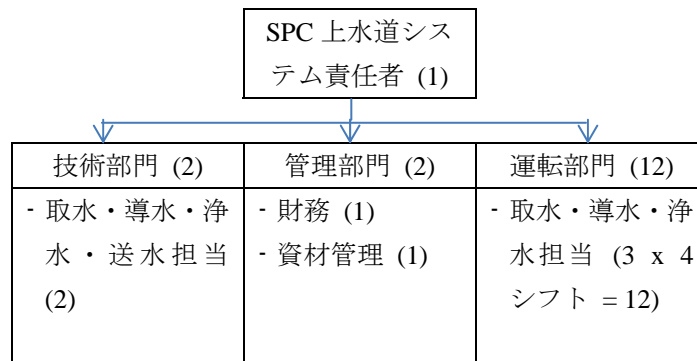 SPC 上水道シス
テム責任者 (1)
技術部門 (2)
管理部門 (2)
運転部門 (12)
- 取水・導水・浄
水・送水担当
(2)
- 財務 (1)
- 資材管理 (1)
- 取水・導水・浄
水担当 (3 x 4
シフト = 12)